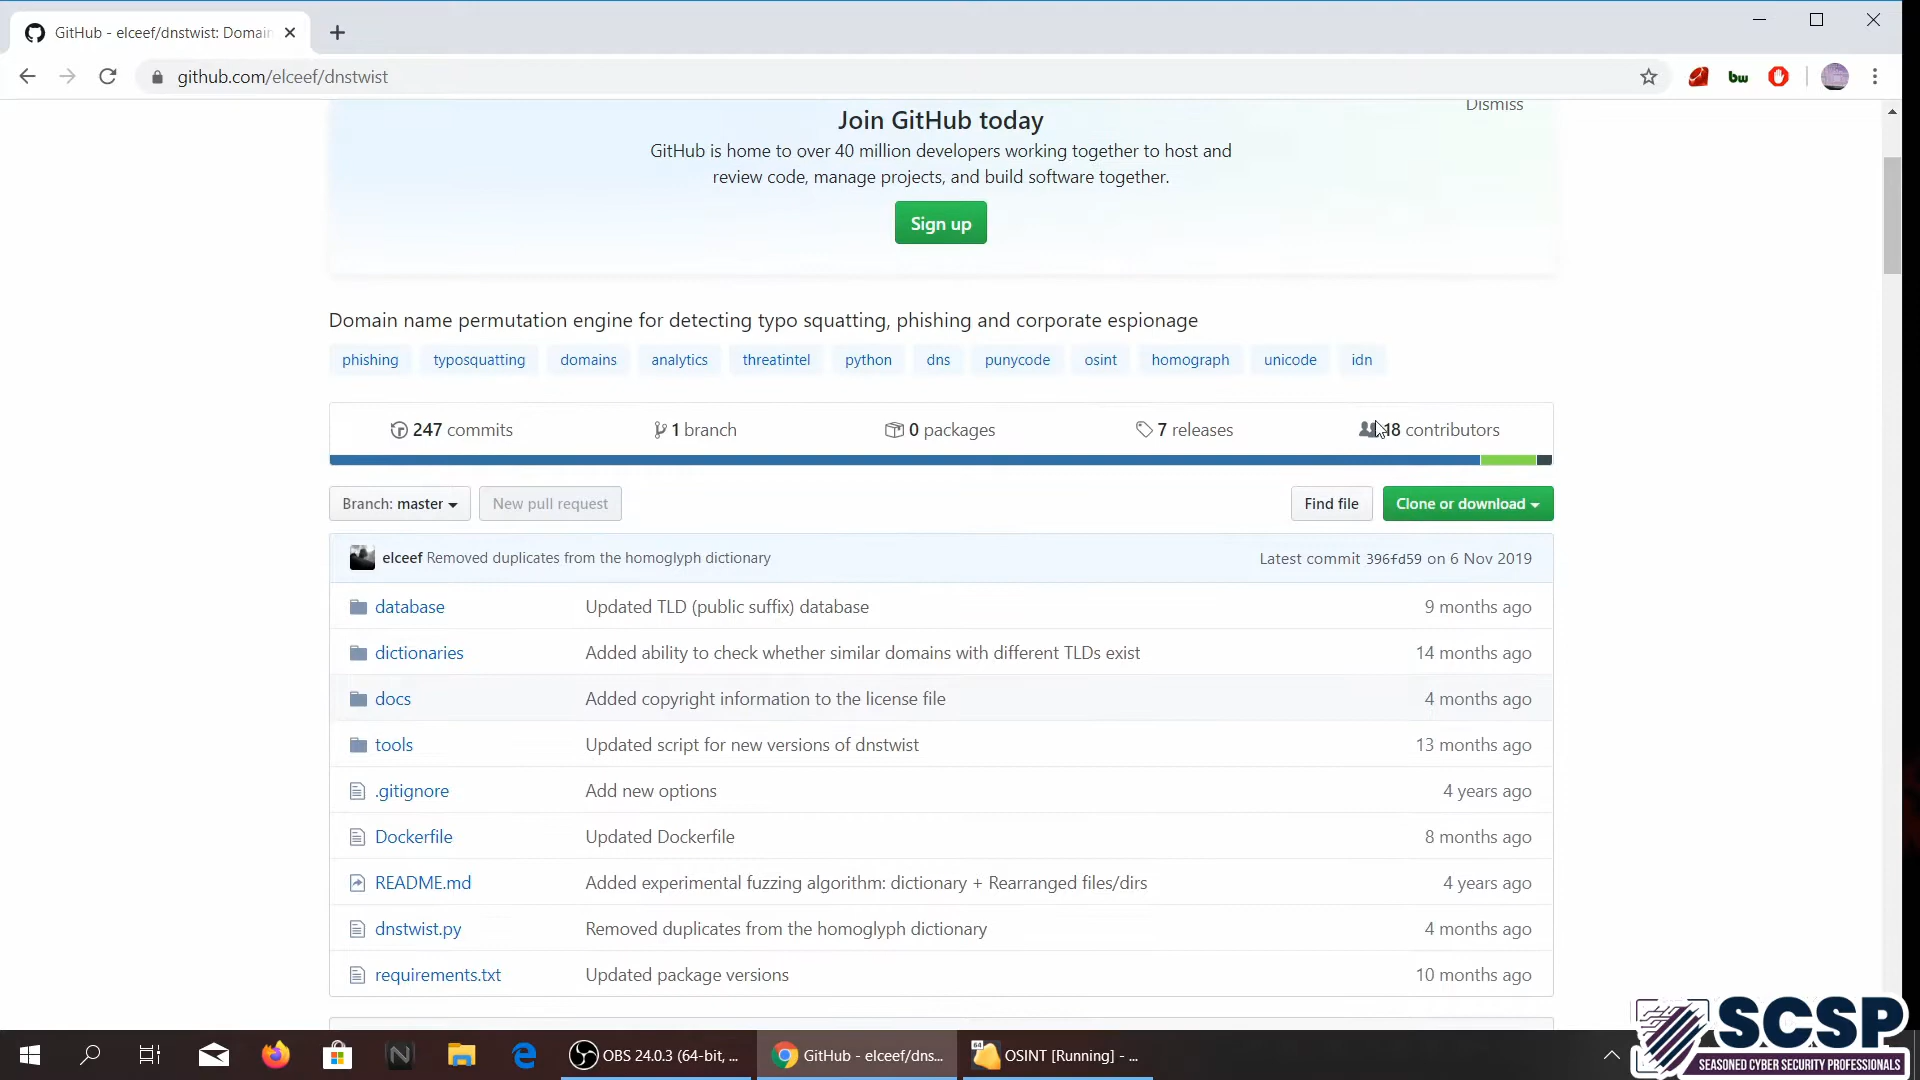 GitHub - elceef/dnstwist: Domain
github.com/elceef/dnstwist
bw
Dismiss
Join GitHub today
GitHub is home to over 40 million developers working together to host and
review code, manage projects, and build software together.
Sign up
Domain name permutation engine for detecting typo squatting, phishing and corporate espionage
phishing typosquatting domains analytics threatintel python dns punycode osint homograph unicode idn
247 commits 1 branch 0 packages 7 releases 18 contributors
Branch: master New pull request Find file Clone or download
elceef Removed duplicates from the homoglyph dictionary Latest commit 396fd59 on 6 Nov 2019
database Updated TLD (public suffix) database 9 months ago
dictionaries Added ability to check whether similar domains with different TLDs exist 14 months ago
docs Added copyright information to the license file 4 months ago
tools Updated script for new versions of dnstwist 13 months ago
.gitignore Add new options 4 years ago
Dockerfile Updated Dockerfile 8 months ago
README.md Added experimental fuzzing algorithm: dictionary + Rearranged files/dirs 4 years ago
dnstwist.py Removed duplicates from the homoglyph dictionary 4 months ago
requirements.txt Updated package versions 10 months ago
SCSP
SEASONED CYBER SECURITY PROFESSIONALS
N OBS 24.0.3 (64-bit, ... GitHub - elceef/dns... 64 OSINT [Running] - ...